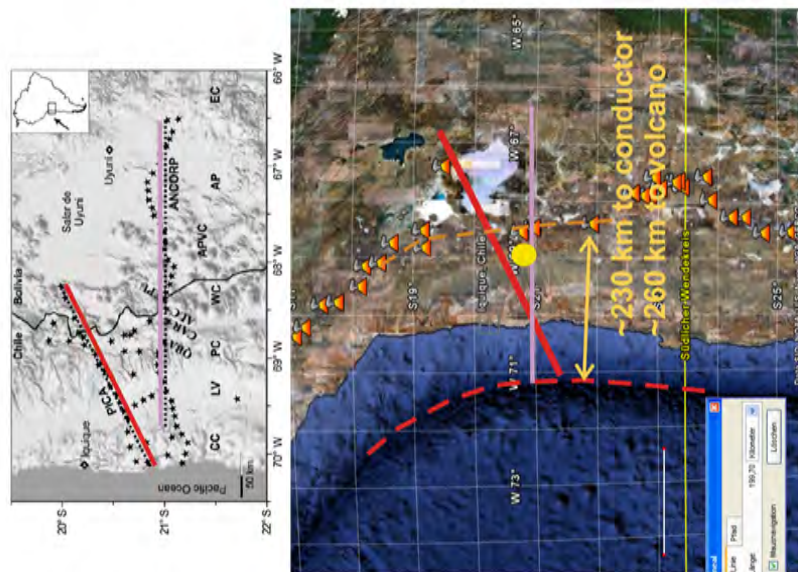 66° W
67° W
68° W
69° W
70° W
20° S
21° S
22° S
Chile
Bolivia
Salar de
Uyuni
Uyuni
Iquique
PICA
ANCORP
EC
AP
APVC
WC
PC
LV
CC
Pacific Ocean
50 km
W 65°
W 67°
W 71°
W 73°
S19°
S21°
S25°
Iquique
Chile
~230 km to conductor
~260 km to volcano
Südlicher Wendekreis
Linie
Pfad
199,70
Kilometer
Mausnavigation
Löschen